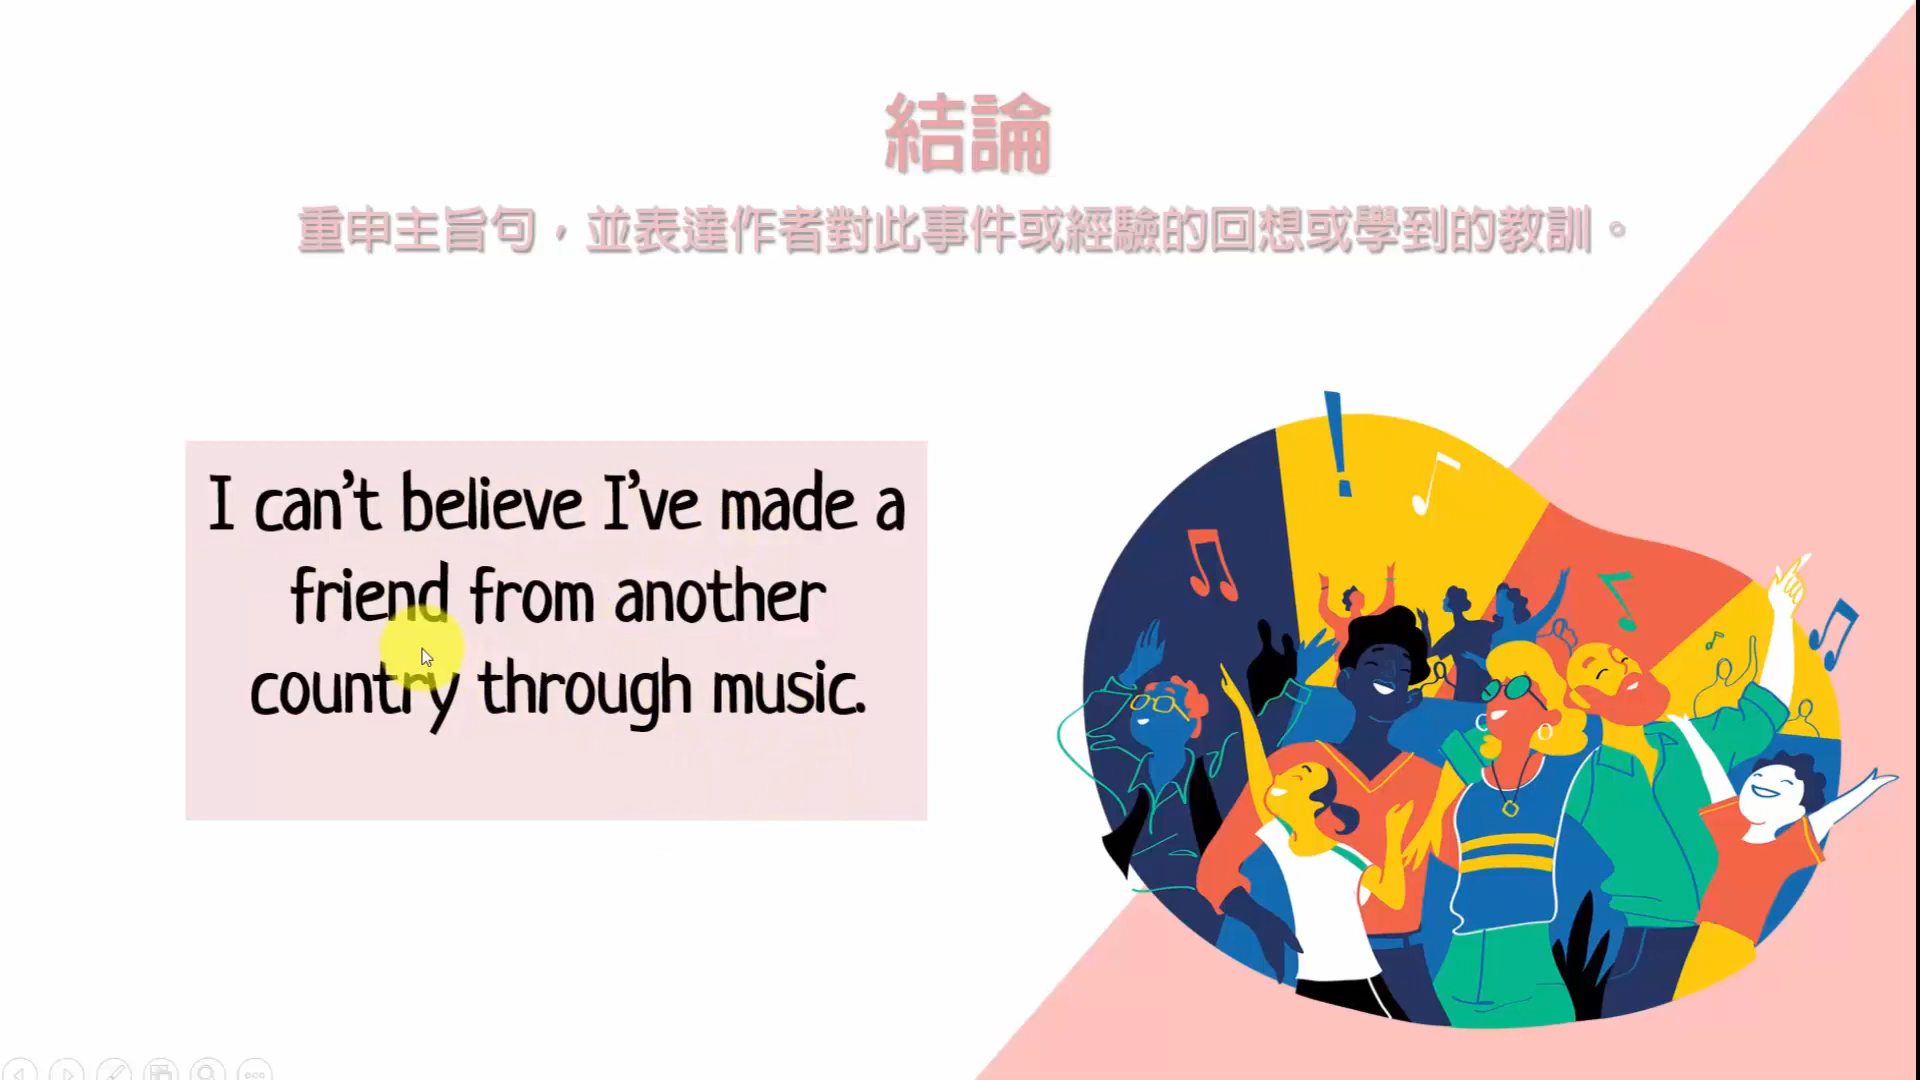 結論
重申主旨句，並表達作者對此事件或經驗的回想或學到的教訓。
I can’t believe I’ve made a
friend from another
country through music.